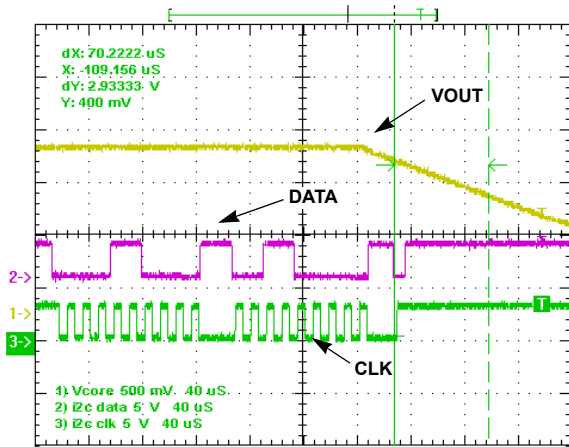 T
dX: 70.2222 uS
X: -109.156 uS
dY: 2.93333 V
Y: 400 mV
VOUT
DATA
T
2->
1->
T
3->
CLK
1) Vcore 500 mV 40 uS
2) i2c data 5 V 40 uS
3) i2c clk 5 V 40 uS